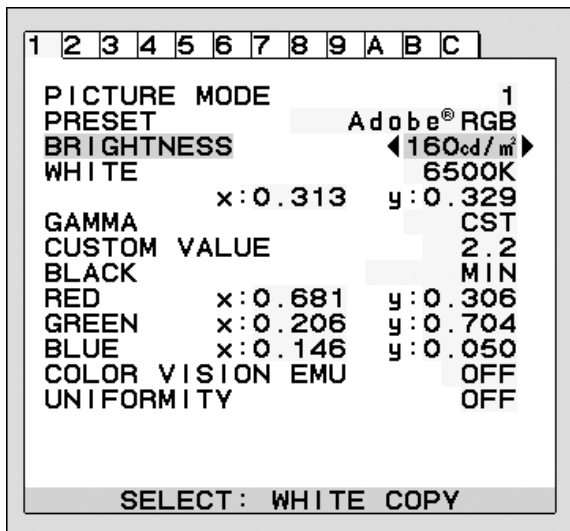 1 2 3 4 5 6 7 8 9 A B C
PICTURE MODE 1
PRESET Adobe®RGB
BRIGHTNESS 160cd/㎡
WHITE 6500K
x:0.313 y:0.329
GAMMA CST
CUSTOM VALUE 2.2
BLACK MIN
RED x:0.681 y:0.306
GREEN x:0.206 y:0.704
BLUE x:0.146 y:0.050
COLOR VISION EMU OFF
UNIFORMITY OFF
SELECT: WHITE COPY